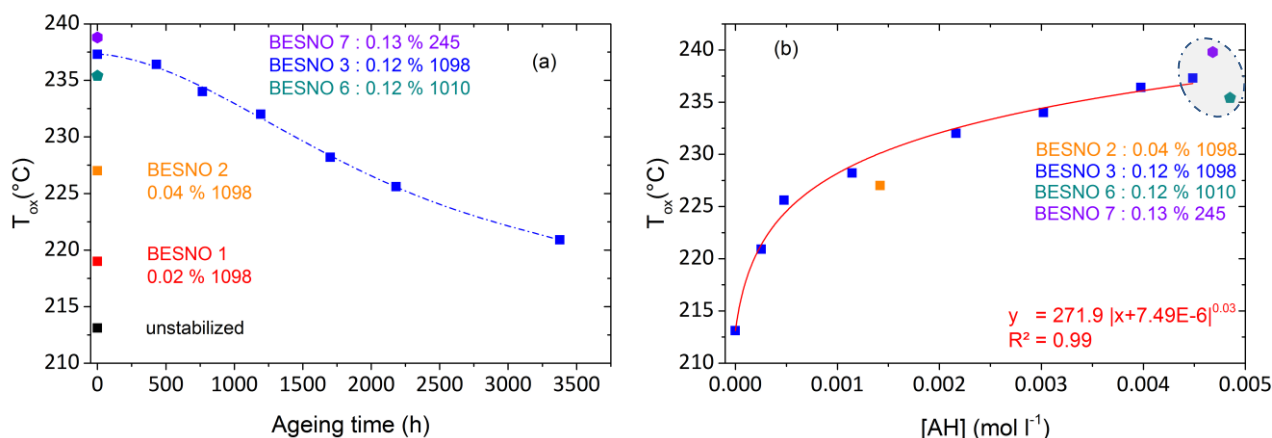 240
235
230
225
220
215
210
T_ox (°C)
0 500 1000 1500 2000 2500 3000 3500
Ageing time (h)
(a)
BESNO 7 : 0.13 % 245
BESNO 3 : 0.12 % 1098
BESNO 6 : 0.12 % 1010
BESNO 2
0.04 % 1098
BESNO 1
0.02 % 1098
unstabilized
240
235
230
225
220
215
210
T_ox (°C)
0.000 0.001 0.002 0.003 0.004 0.005
[AH] (mol l⁻¹)
(b)
BESNO 2 : 0.04 % 1098
BESNO 3 : 0.12 % 1098
BESNO 6 : 0.12 % 1010
BESNO 7 : 0.13 % 245
y = 271.9 |x+7.49E-6|^0.03
R² = 0.99